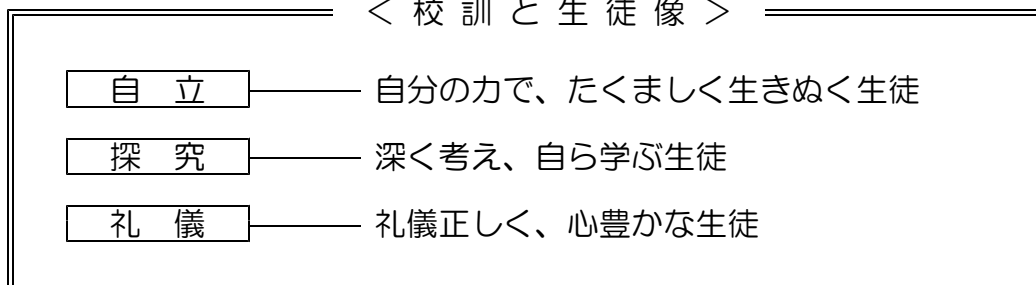 ＜ 校 訓 と 生 徒 像 ＞
自 立 自分の力で、たくましく生きぬく生徒
探 究 深く考え、自ら学ぶ生徒
礼 儀 礼儀正しく、心豊かな生徒